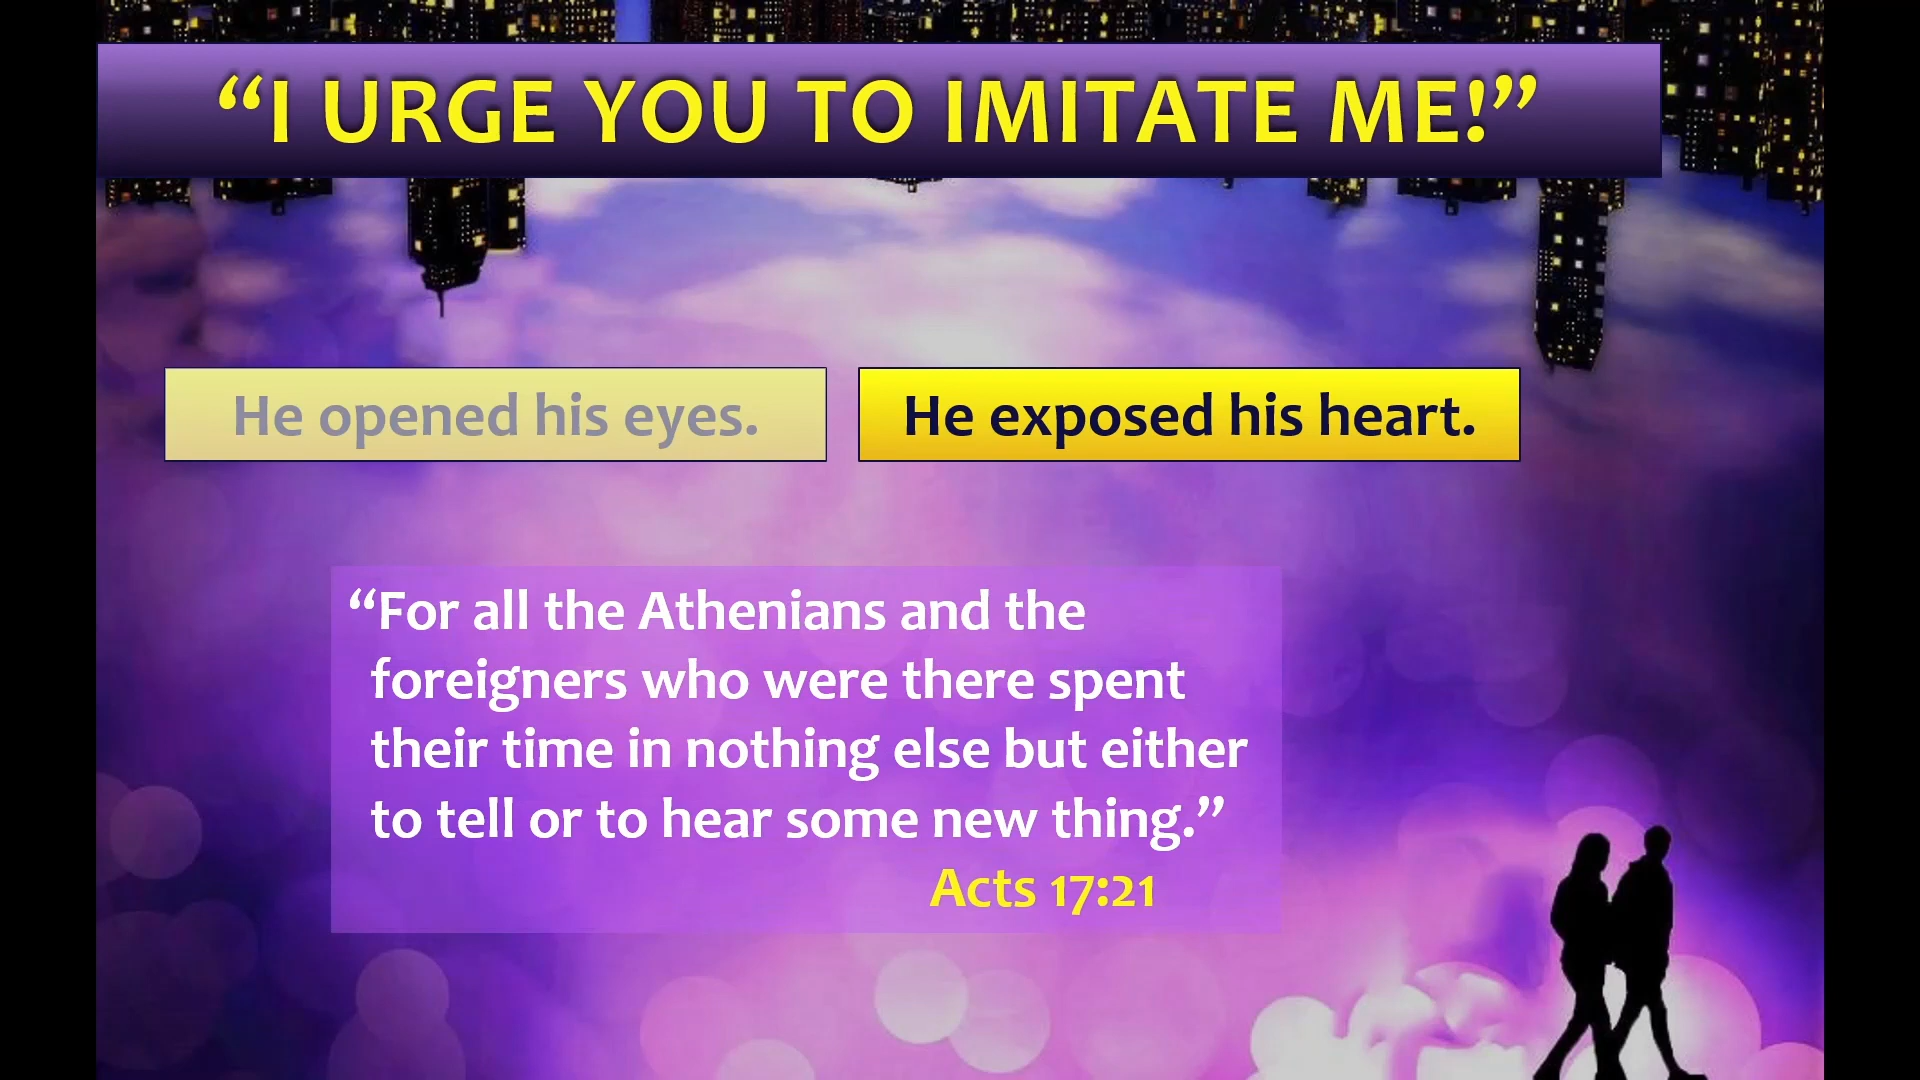 “I URGE YOU TO IMITATE ME!”
He opened his eyes.
He exposed his heart.
“For all the Athenians and the
foreigners who were there spent
their time in nothing else but either
to tell or to hear some new thing.”
Acts 17:21